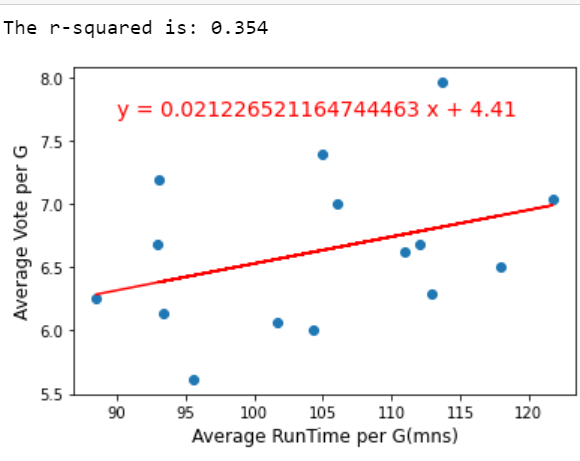 The r-squared is: 0.354
y = 0.021226521164744463 x + 4.41
8.0
7.5
7.0
6.5
6.0
5.5
Average Vote per G
90 95 100 105 110 115 120
Average RunTime per G(mns)